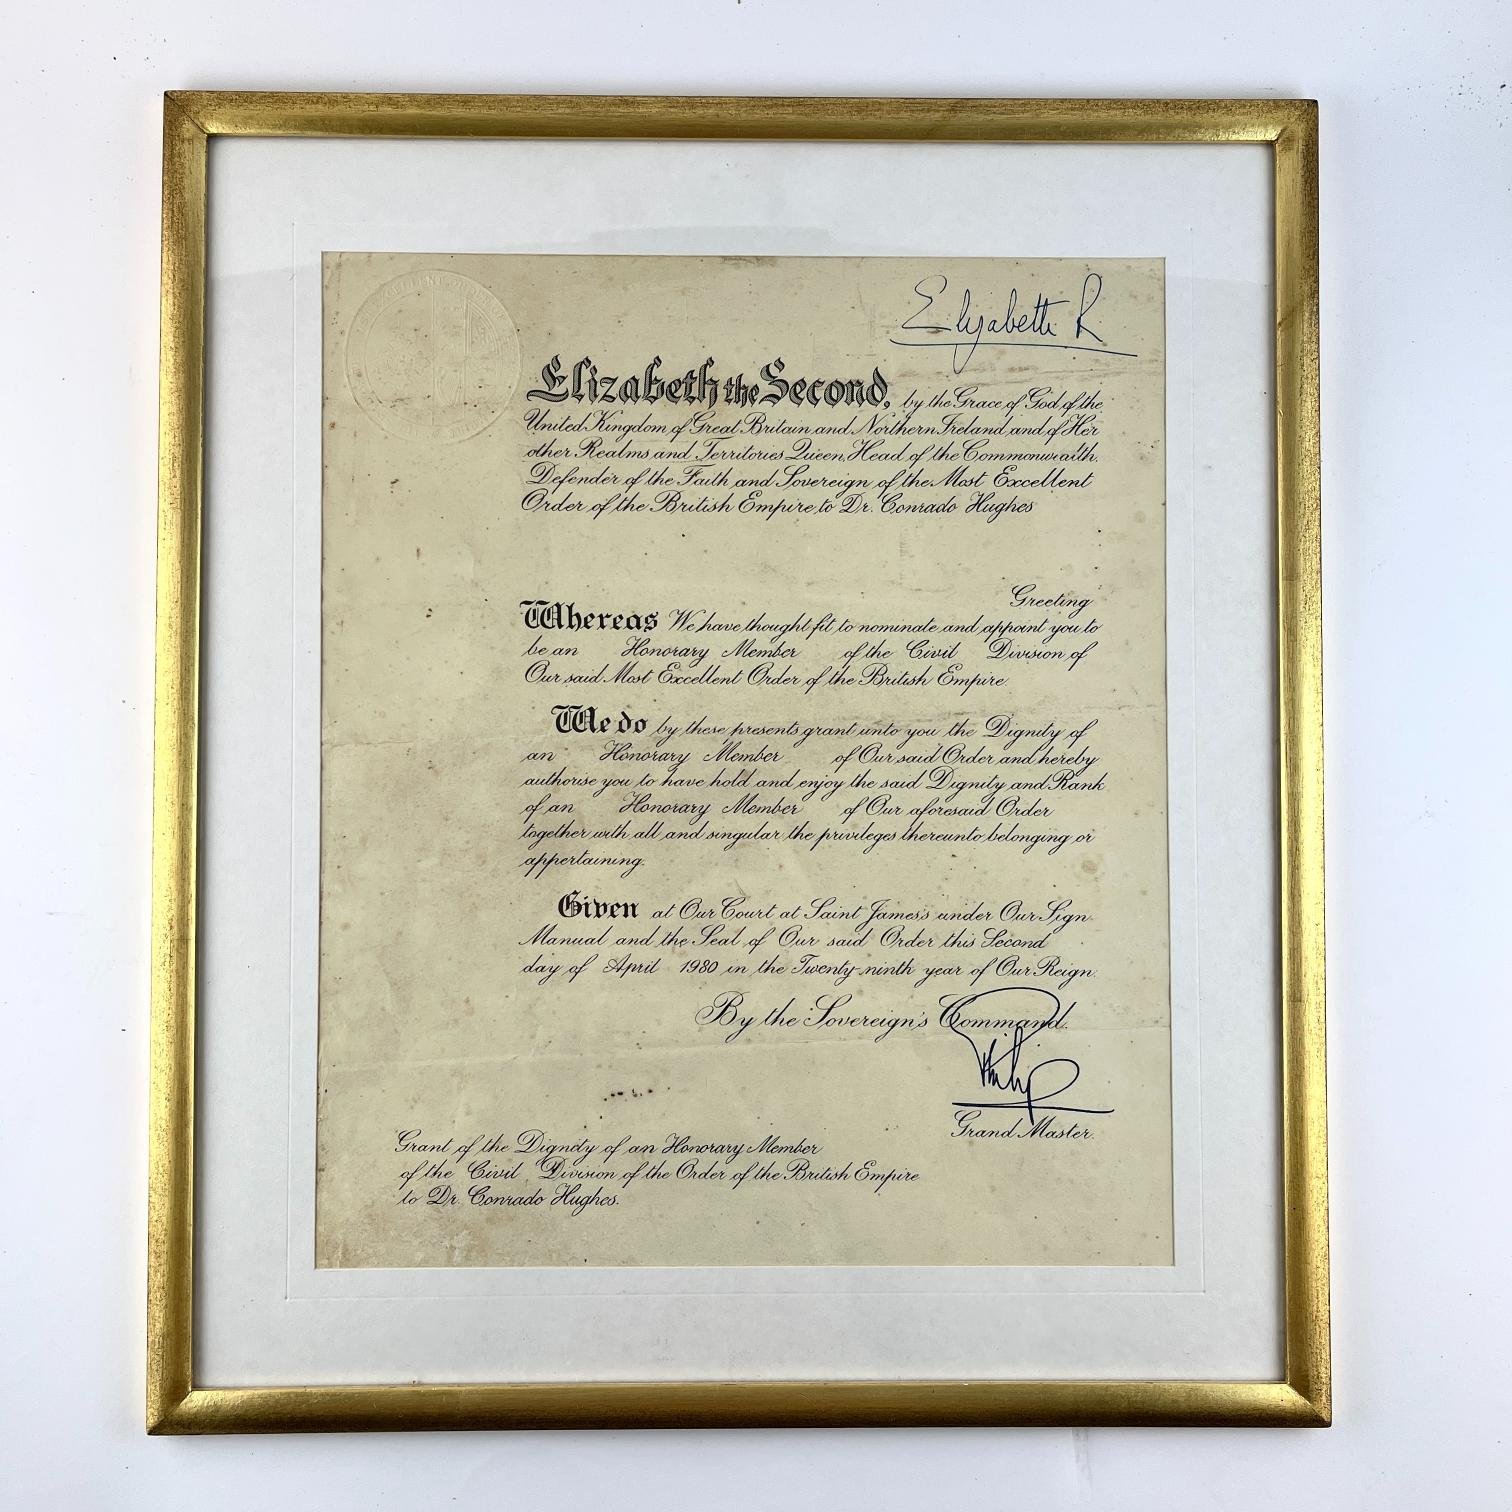 Elizabeth R
Elizabeth the Second, by the Grace of God of the
United Kingdom of Great Britain and Northern Ireland and of Her
other Realms and Territories Queen, Head of the Commonwealth,
Defender of the Faith and Sovereign of the Most Excellent
Order of the British Empire to Dr. Conrado Hughes
Greeting
Whereas We have thought fit to nominate and appoint you to
be an Honorary Member of the Civil Division of
Our said Most Excellent Order of the British Empire.
We do by these presents grant unto you the Dignity of
an Honorary Member of Our said Order and hereby
authorise you to have hold and enjoy the said Dignity and Rank
of an Honorary Member of Our aforesaid Order
together with all and singular the privileges thereunto belonging or
appertaining.
Given at Our Court at Saint James's under Our Sign
Manual and the Seal of Our said Order this Second
day of April 1980 in the Twenty-ninth year of Our Reign.
By the Sovereign's Command.
Philip
Grand Master.
Grant of the Dignity of an Honorary Member
of the Civil Division of the Order of the British Empire
to Dr. Conrado Hughes.